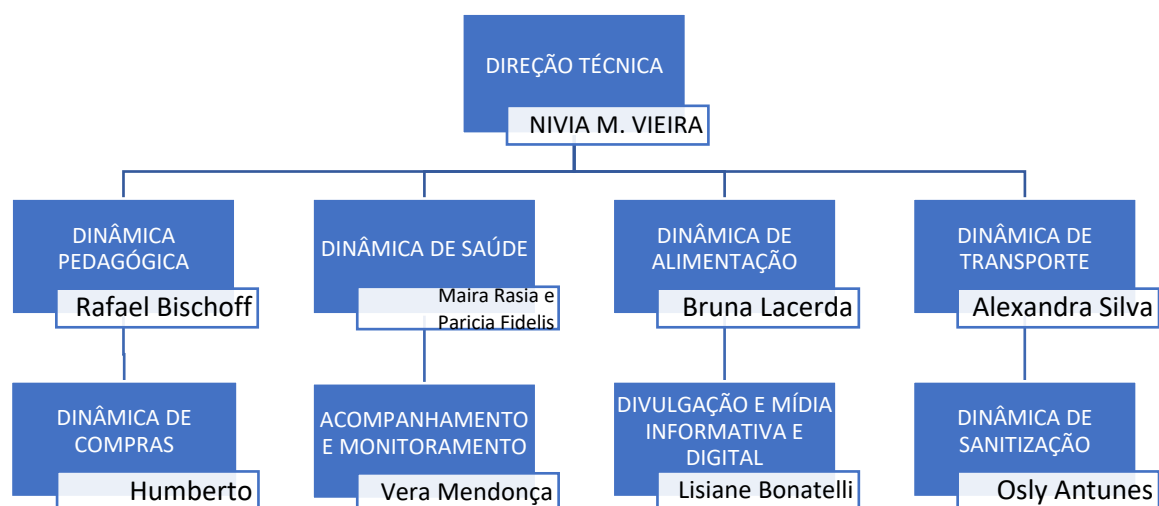 DIREÇÃO TÉCNICA
NIVIA M. VIEIRA
DINÂMICA
PEDAGÓGICA
Rafael Bischoff
DINÂMICA DE SAÚDE
Maira Rasia e
Paricia Fidelis
DINÂMICA DE
ALIMENTAÇÃO
Bruna Lacerda
DINÂMICA DE
TRANSPORTE
Alexandra Silva
DINÂMICA DE
COMPRAS
Humberto
ACOMPANHAMENTO
E MONITORAMENTO
Vera Mendonça
DIVULGAÇÃO E MÍDIA
INFORMATIVA E
DIGITAL
Lisiane Bonatelli
DINÂMICA DE
SANITIZAÇÃO
Osly Antunes